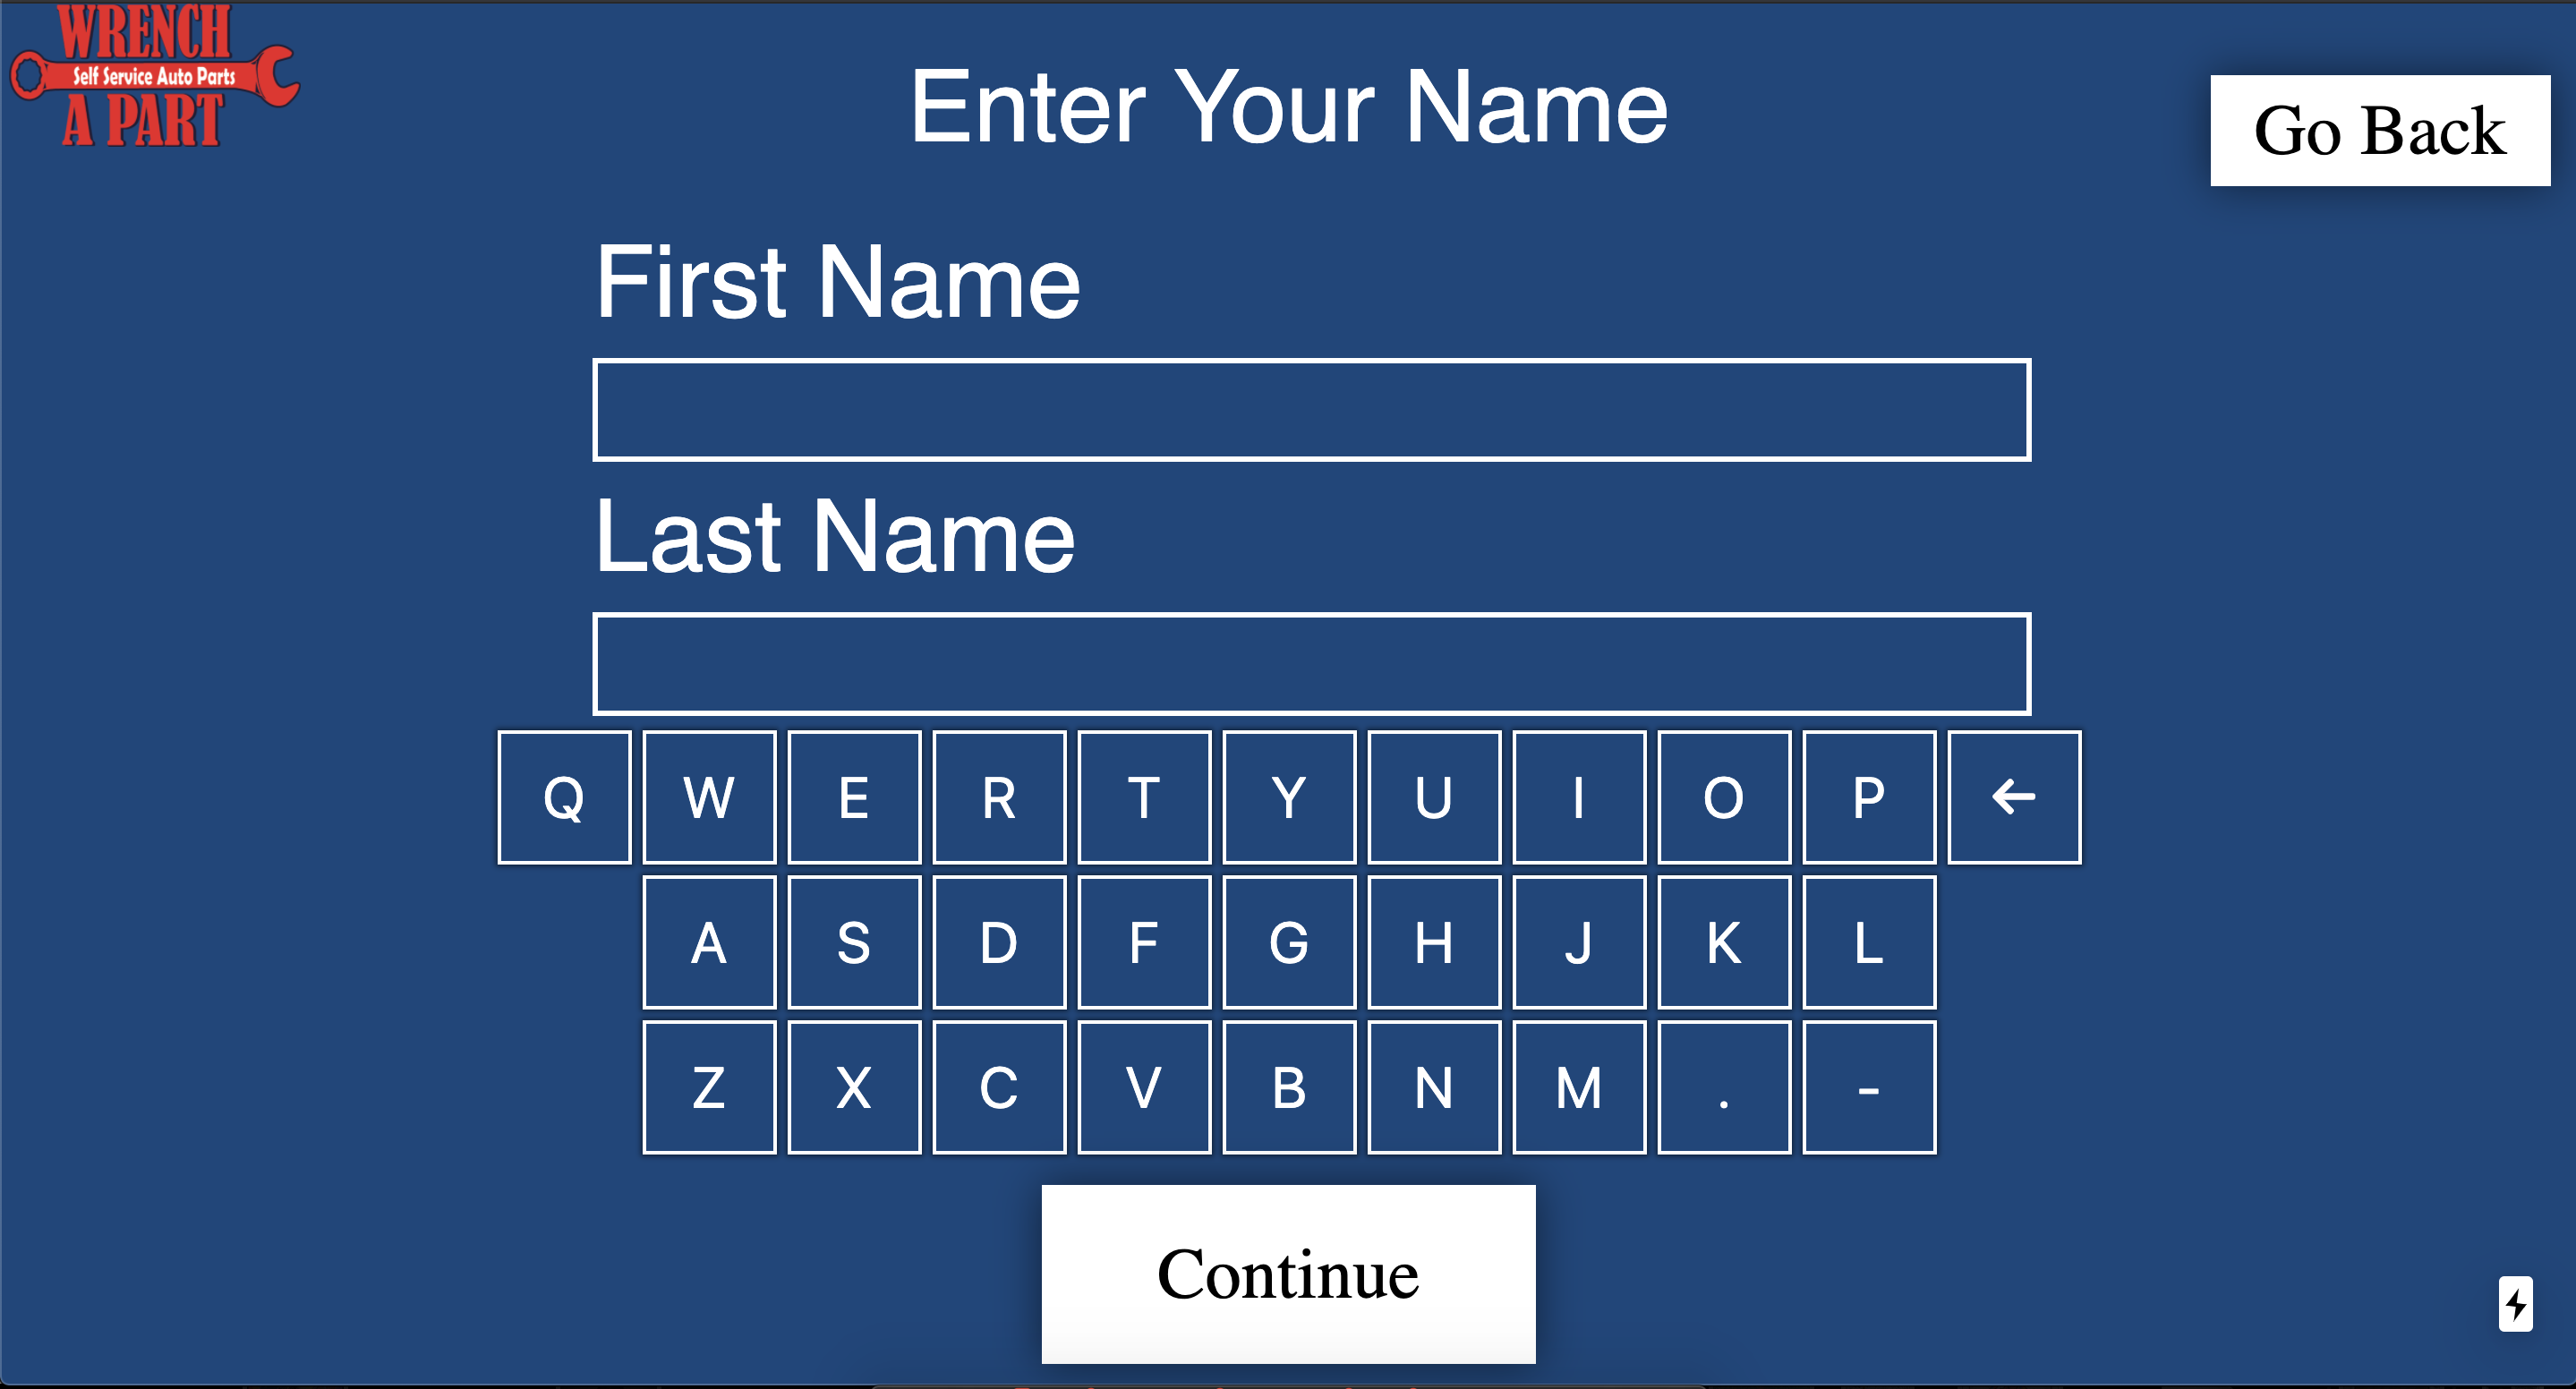 WRENCH
Self Service Auto Parts
A PART
Enter Your Name
Go Back
First Name
Last Name
Q W E R T Y U I O P ←
A S D F G H J K L
Z X C V B N M . -
Continue